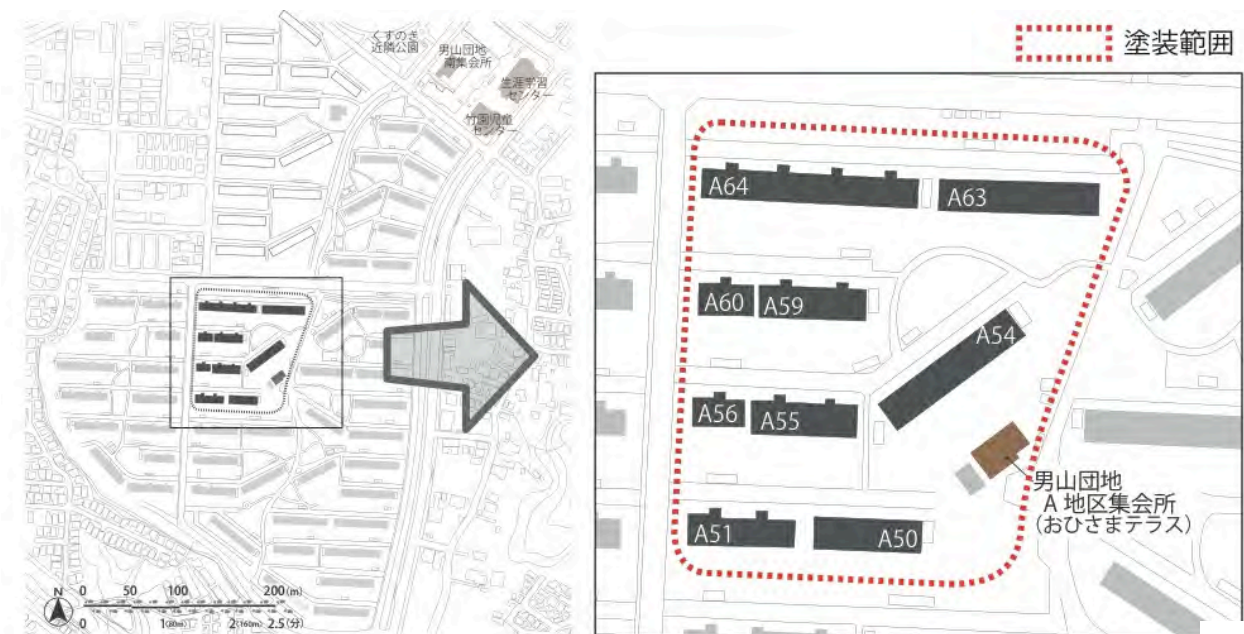 くすのき
近隣公園
男山団地
南集会所
生涯学習
センター
竹園児童
センター
N 0 50 100 200(m)
0 1(80m) 2(160m) 2.5(分)
塗装範囲
A64
A63
A60
A59
A54
A56
A55
A51
A50
男山団地
A 地区集会所
(おひさまテラス)